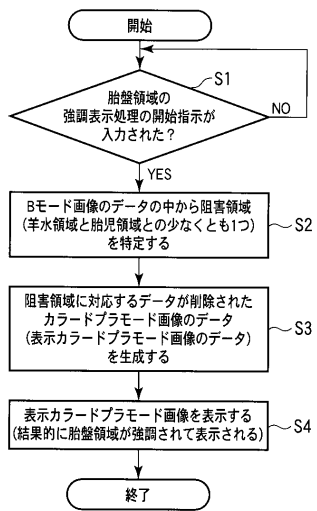 開始
S1
胎盤領域の
強調表示処理の開始指示が
入力された?
NO
YES
Bモード画像のデータの中から阻害領域
(羊水領域と胎児領域との少なくとも1つ)
を特定する
S2
阻害領域に対応するデータが削除された
カラードプラモード画像のデータ
(表示カラードプラモード画像のデータ)
を生成する
S3
表示カラードプラモード画像を表示する
(結果的に胎盤領域が強調されて表示される)
S4
終了